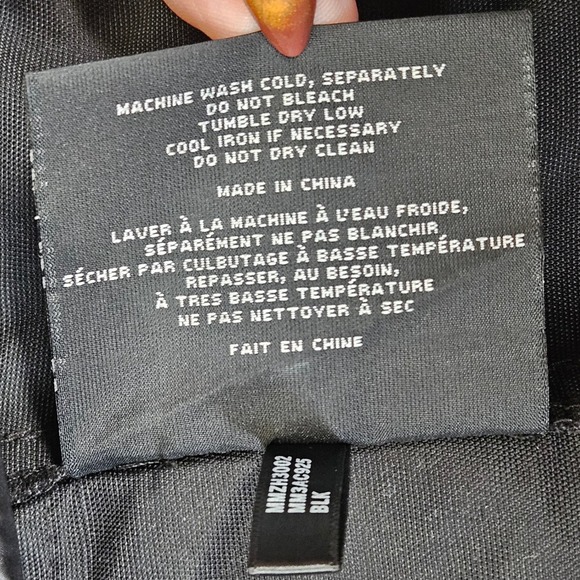 MACHINE WASH COLD, SEPARATELY
DO NOT BLEACH
TUMBLE DRY LOW
COOL IRON IF NECESSARY
DO NOT DRY CLEAN
MADE IN CHINA
LAVER À LA MACHINE À L'EAU FROIDE,
SÉPARÉMENT NE PAS BLANCHIR,
SÉCHER PAR CULBUTAGE À BASSE TEMPÉRATURE
REPASSER, AU BESOIN,
À TRES BASSE TEMPÉRATURE
NE PAS NETTOYER À SEC
FAIT EN CHINE
MMZH3002
MM3AC925
BLK